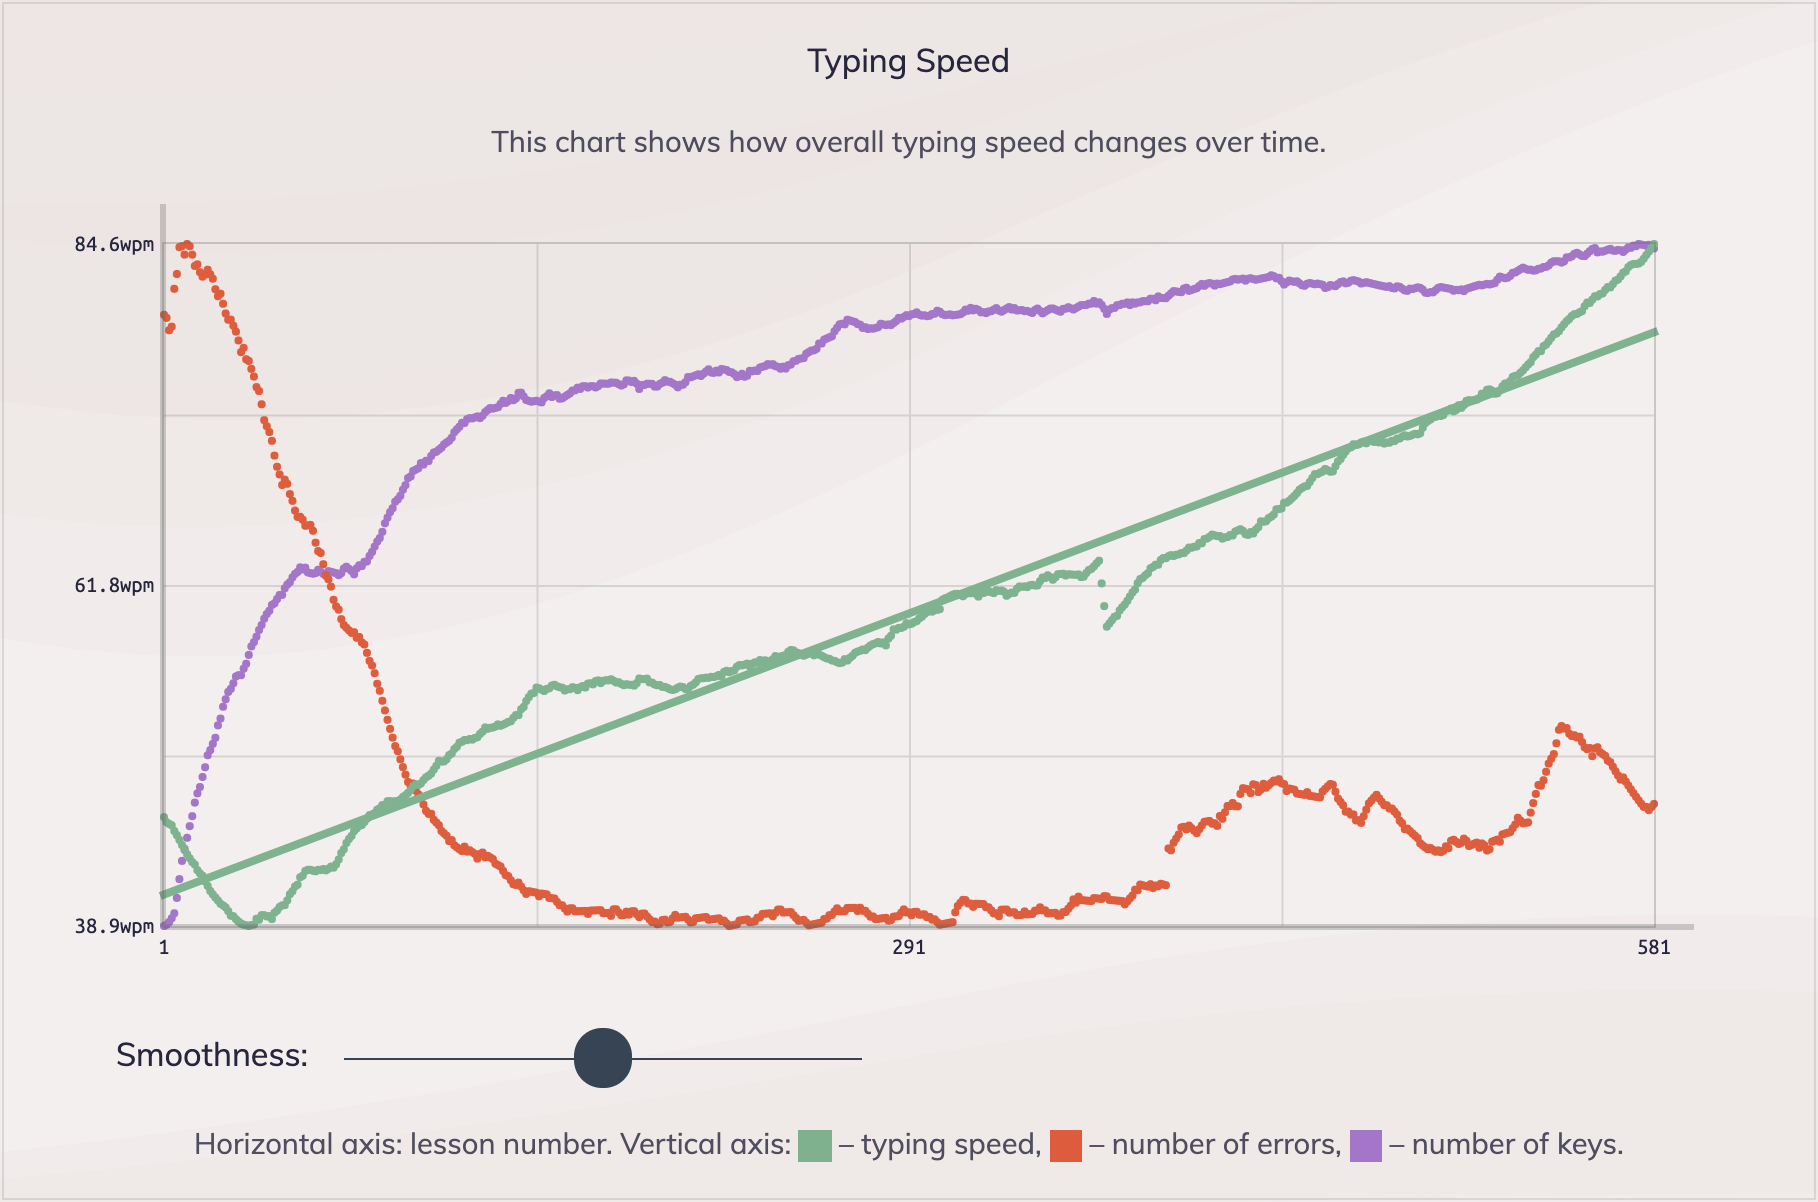 Typing Speed
This chart shows how overall typing speed changes over time.
84.6wpm
61.8wpm
38.9wpm
1 291 581
Smoothness:
Horizontal axis: lesson number. Vertical axis: – typing speed, – number of errors, – number of keys.